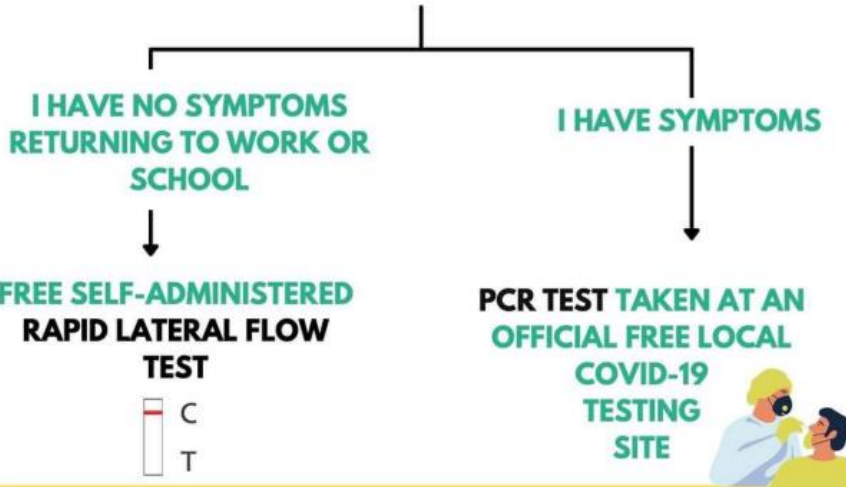 I HAVE NO SYMPTOMS
RETURNING TO WORK OR
SCHOOL
I HAVE SYMPTOMS
FREE SELF-ADMINISTERED
RAPID LATERAL FLOW
TEST
C
T
PCR TEST TAKEN AT AN
OFFICIAL FREE LOCAL
COVID-19
TESTING
SITE